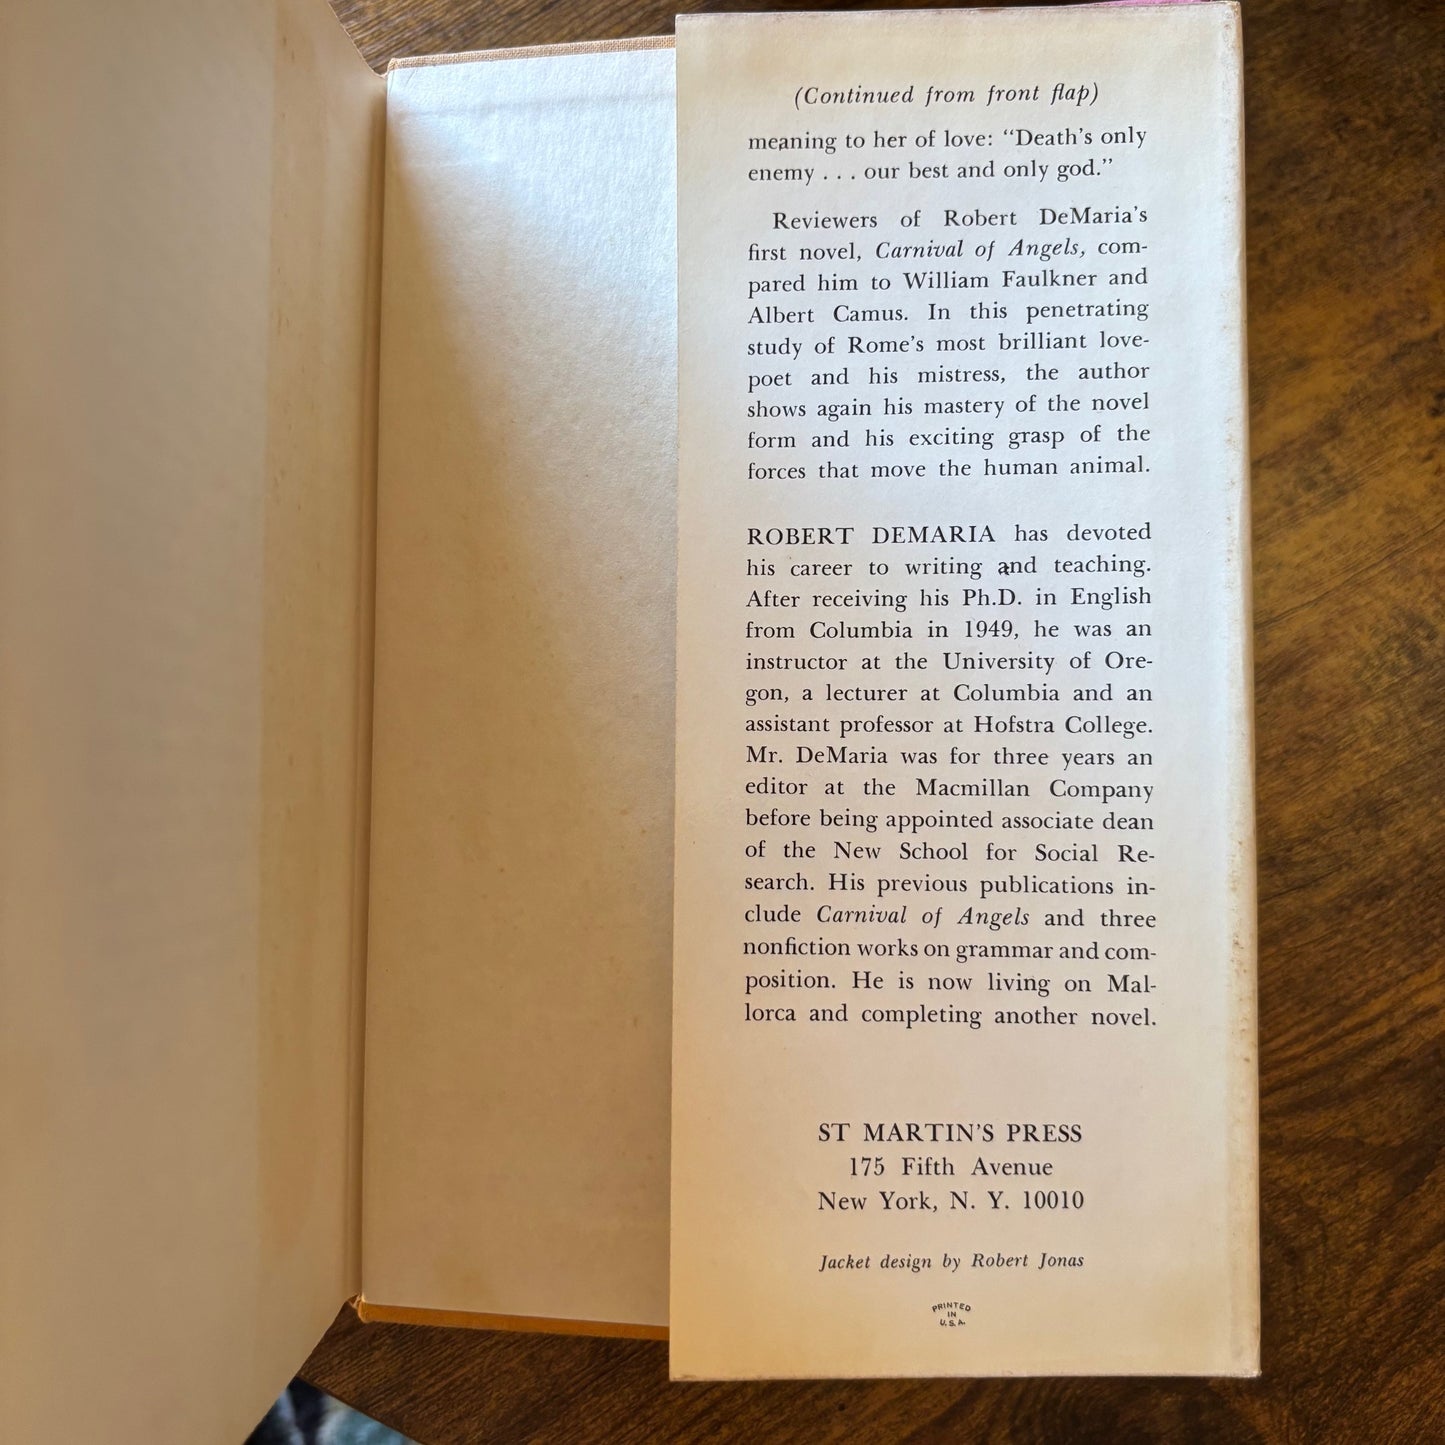 (Continued from front flap)
meaning to her of love: “Death’s only
enemy . . . our best and only god.”
Reviewers of Robert DeMaria’s
first novel, Carnival of Angels, com-
pared him to William Faulkner and
Albert Camus. In this penetrating
study of Rome’s most brilliant love-
poet and his mistress, the author
shows again his mastery of the novel
form and his exciting grasp of the
forces that move the human animal.
ROBERT DEMARIA has devoted
his career to writing and teaching.
After receiving his Ph.D. in English
from Columbia in 1949, he was an
instructor at the University of Ore-
gon, a lecturer at Columbia and an
assistant professor at Hofstra College.
Mr. DeMaria was for three years an
editor at the Macmillan Company
before being appointed associate dean
of the New School for Social Re-
search. His previous publications in-
clude Carnival of Angels and three
nonfiction works on grammar and com-
position. He is now living on Mal-
lorca and completing another novel.
ST MARTIN’S PRESS
175 Fifth Avenue
New York, N. Y. 10010
Jacket design by Robert Jonas
PRINTED
IN
U.S.A.